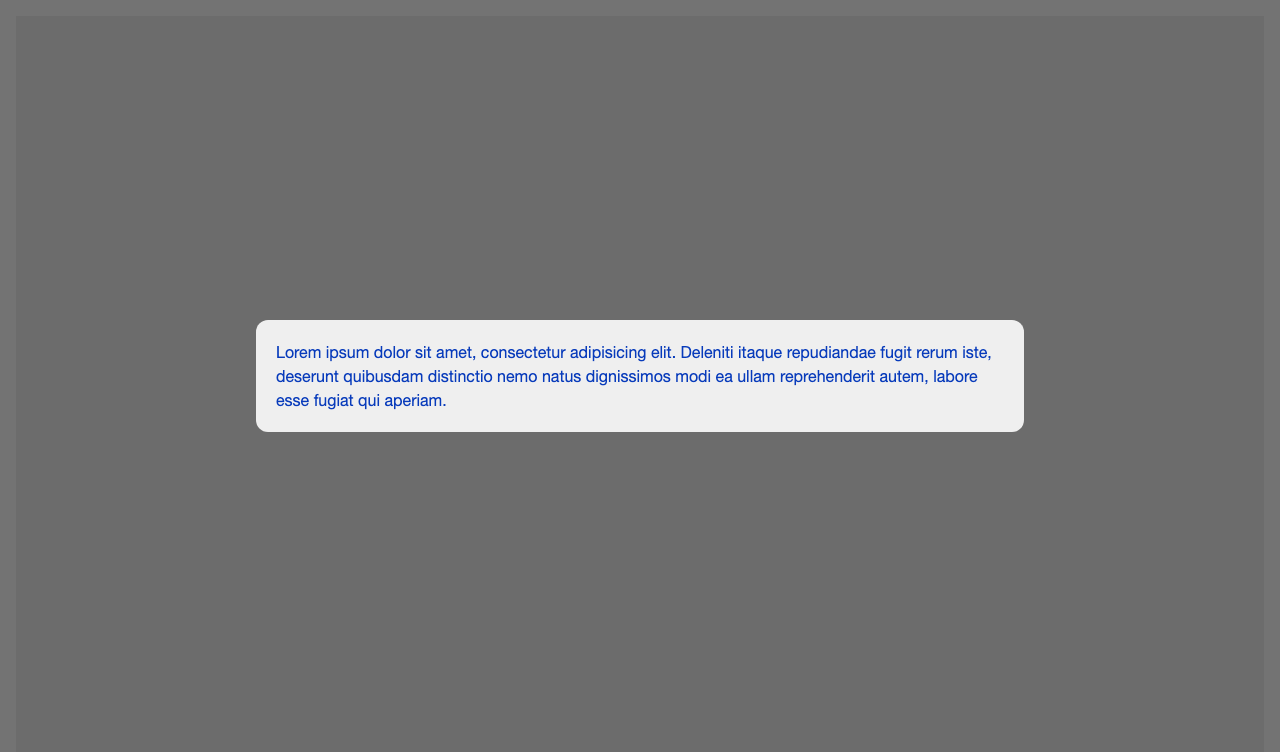 Lorem ipsum dolor sit amet, consectetur adipisicing elit. Deleniti itaque repudiandae fugit rerum iste,
deserunt quibusdam distinctio nemo natus dignissimos modi ea ullam reprehenderit autem, labore
esse fugiat qui aperiam.